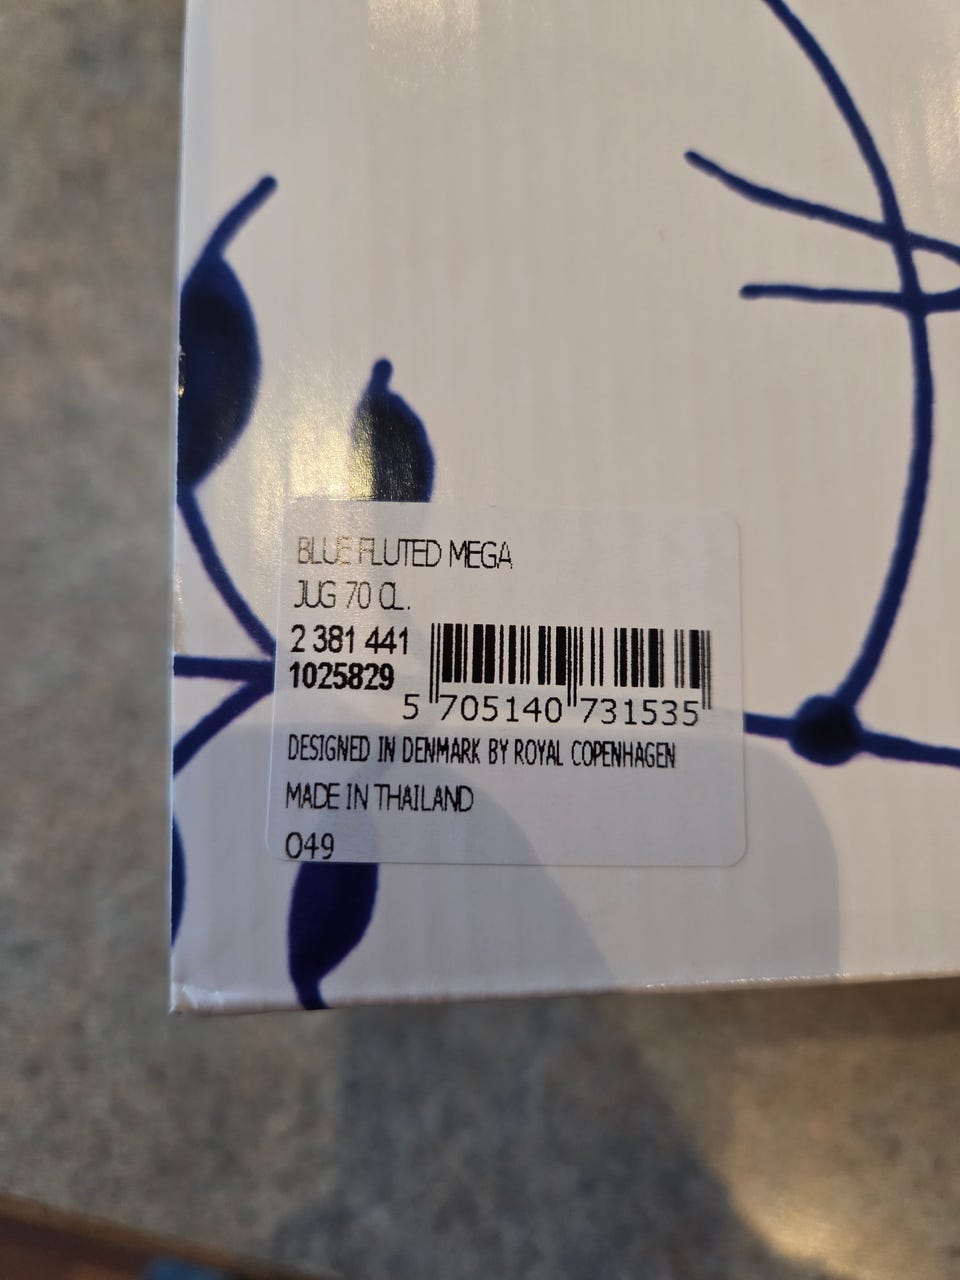 BLUE FLUTED MEGA
JUG 70 CL.
2 381 441
1025829
5 705140 731535
DESIGNED IN DENMARK BY ROYAL COPENHAGEN
MADE IN THAILAND
049